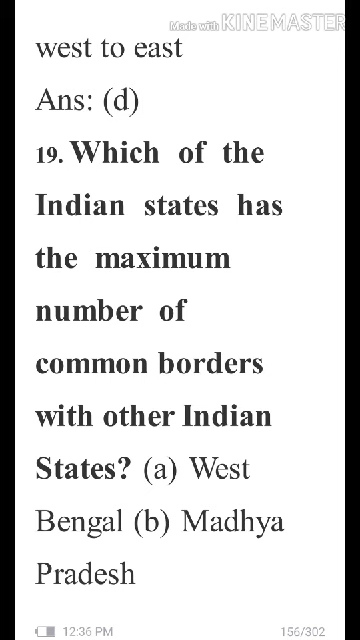 Made with KINEMASTER
west to east
Ans: (d)
19. Which of the
Indian states has
the maximum
number of
common borders
with other Indian
States? (a) West
Bengal (b) Madhya
Pradesh
12:36 PM 156/302